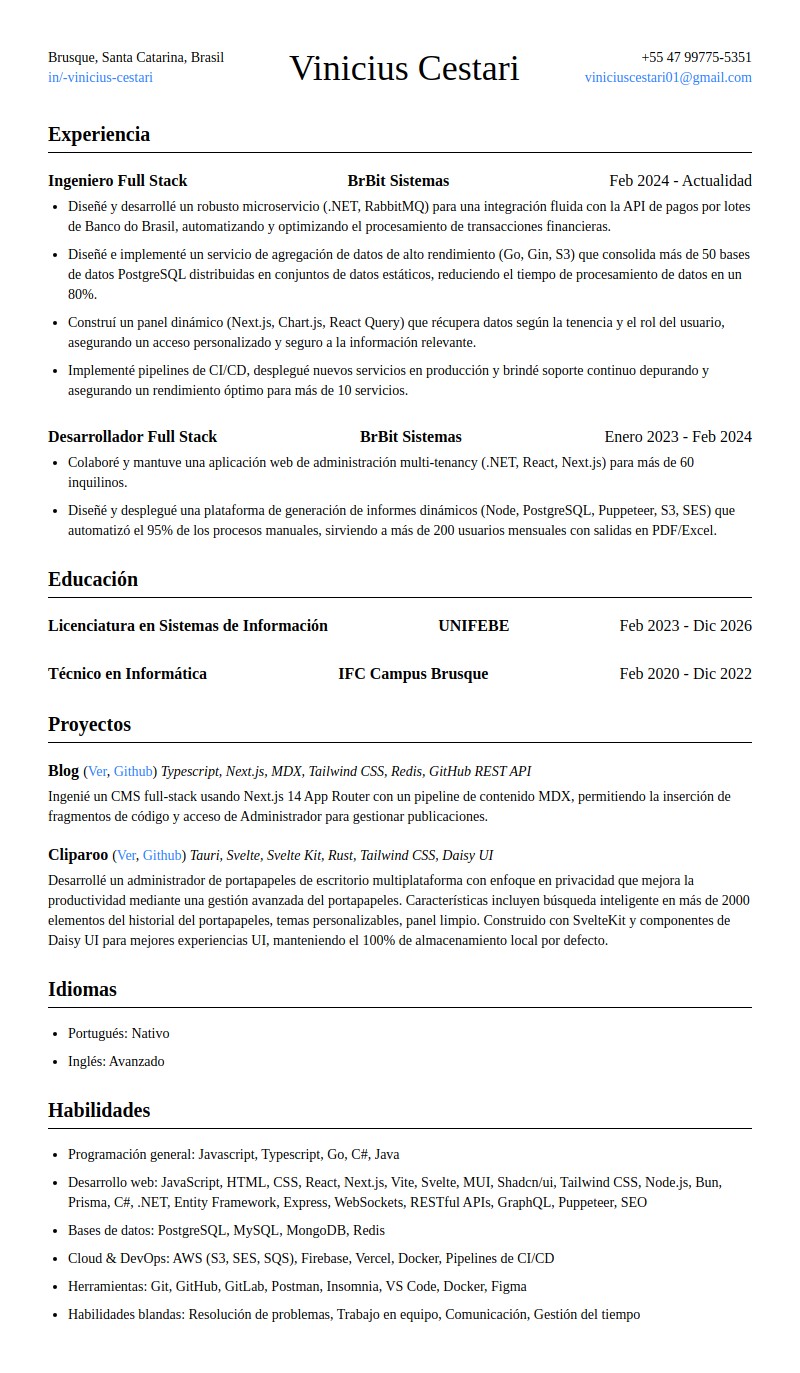 Brusque, Santa Catarina, Brasil
in/-vinicius-cestari
Vinicius Cestari
+55 47 99775-5351
viniciuscestari01@gmail.com
Experiencia
Ingeniero Full Stack BrBit Sistemas Feb 2024 - Actualidad
• Diseñé y desarrollé un robusto microservicio (.NET, RabbitMQ) para una integración fluida con la API de pagos por lotes
de Banco do Brasil, automatizando y optimizando el procesamiento de transacciones financieras.
• Diseñé e implementé un servicio de agregación de datos de alto rendimiento (Go, Gin, S3) que consolida más de 50 bases
de datos PostgreSQL distribuidas en conjuntos de datos estáticos, reduciendo el tiempo de procesamiento de datos en un
80%.
• Construí un panel dinámico (Next.js, Chart.js, React Query) que récupera datos según la tenencia y el rol del usuario,
asegurando un acceso personalizado y seguro a la información relevante.
• Implementé pipelines de CI/CD, desplegué nuevos servicios en producción y brindé soporte continuo depurando y
asegurando un rendimiento óptimo para más de 10 servicios.
Desarrollador Full Stack BrBit Sistemas Enero 2023 - Feb 2024
• Colaboré y mantuve una aplicación web de administración multi-tenancy (.NET, React, Next.js) para más de 60
inquilinos.
• Diseñé y desplegué una plataforma de generación de informes dinámicos (Node, PostgreSQL, Puppeteer, S3, SES) que
automatizó el 95% de los procesos manuales, sirviendo a más de 200 usuarios mensuales con salidas en PDF/Excel.
Educación
Licenciatura en Sistemas de Información UNIFEBE Feb 2023 - Dic 2026
Técnico en Informática IFC Campus Brusque Feb 2020 - Dic 2022
Proyectos
Blog (Ver, Github) Typescript, Next.js, MDX, Tailwind CSS, Redis, GitHub REST API
Ingenié un CMS full-stack usando Next.js 14 App Router con un pipeline de contenido MDX, permitiendo la inserción de
fragmentos de código y acceso de Administrador para gestionar publicaciones.
Cliparoo (Ver, Github) Tauri, Svelte, Svelte Kit, Rust, Tailwind CSS, Daisy UI
Desarrollé un administrador de portapapeles de escritorio multiplataforma con enfoque en privacidad que mejora la
productividad mediante una gestión avanzada del portapapeles. Características incluyen búsqueda inteligente en más de 2000
elementos del historial del portapapeles, temas personalizables, panel limpio. Construido con SvelteKit y componentes de
Daisy UI para mejores experiencias UI, manteniendo el 100% de almacenamiento local por defecto.
Idiomas
• Portugués: Nativo
• Inglés: Avanzado
Habilidades
• Programación general: Javascript, Typescript, Go, C#, Java
• Desarrollo web: JavaScript, HTML, CSS, React, Next.js, Vite, Svelte, MUI, Shadcn/ui, Tailwind CSS, Node.js, Bun,
Prisma, C#, .NET, Entity Framework, Express, WebSockets, RESTful APIs, GraphQL, Puppeteer, SEO
• Bases de datos: PostgreSQL, MySQL, MongoDB, Redis
• Cloud & DevOps: AWS (S3, SES, SQS), Firebase, Vercel, Docker, Pipelines de CI/CD
• Herramientas: Git, GitHub, GitLab, Postman, Insomnia, VS Code, Docker, Figma
• Habilidades blandas: Resolución de problemas, Trabajo en equipo, Comunicación, Gestión del tiempo